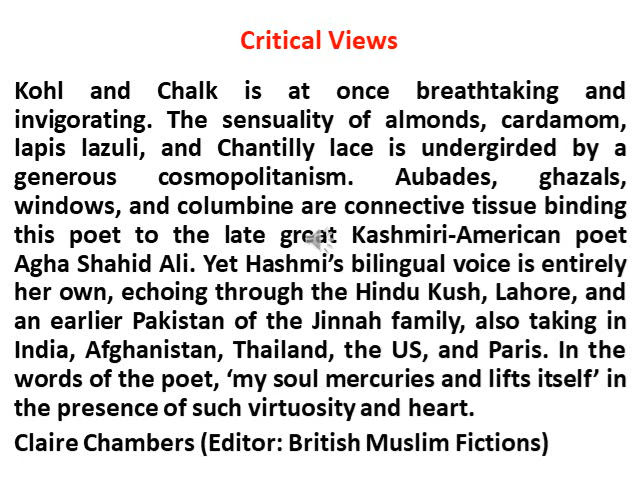 Critical Views
Kohl and Chalk is at once breathtaking and
invigorating. The sensuality of almonds, cardamom,
lapis lazuli, and Chantilly lace is undergirded by a
generous cosmopolitanism. Aubades, ghazals,
windows, and columbine are connective tissue binding
this poet to the late great Kashmiri-American poet
Agha Shahid Ali. Yet Hashmi’s bilingual voice is entirely
her own, echoing through the Hindu Kush, Lahore, and
an earlier Pakistan of the Jinnah family, also taking in
India, Afghanistan, Thailand, the US, and Paris. In the
words of the poet, ‘my soul mercuries and lifts itself’ in
the presence of such virtuosity and heart.
Claire Chambers (Editor: British Muslim Fictions)